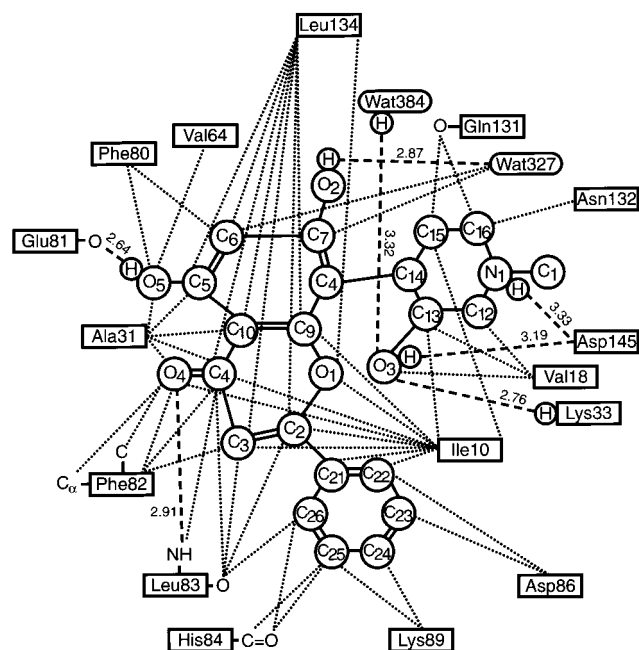 Leu134
Wat384
H
Val64
O Gln131
Phe80
H 2.87 Wat327
O2
Asn132
Glu81 O 2.64 H
C6 C7 3.32 C15 C16
O5 C5 C4 C14 N1 C1
H
C10 C9 C13 C12 3.33
Ala31 3.19 Asp145
O4 C4 O1 O3 H
Val18
2.76 H Lys33
C3 C2
C Ile10
Cα Phe82
C21 C22
2.91
C26 C23
NH C25 C24
Leu83 O Asp86
His84 C=O Lys89